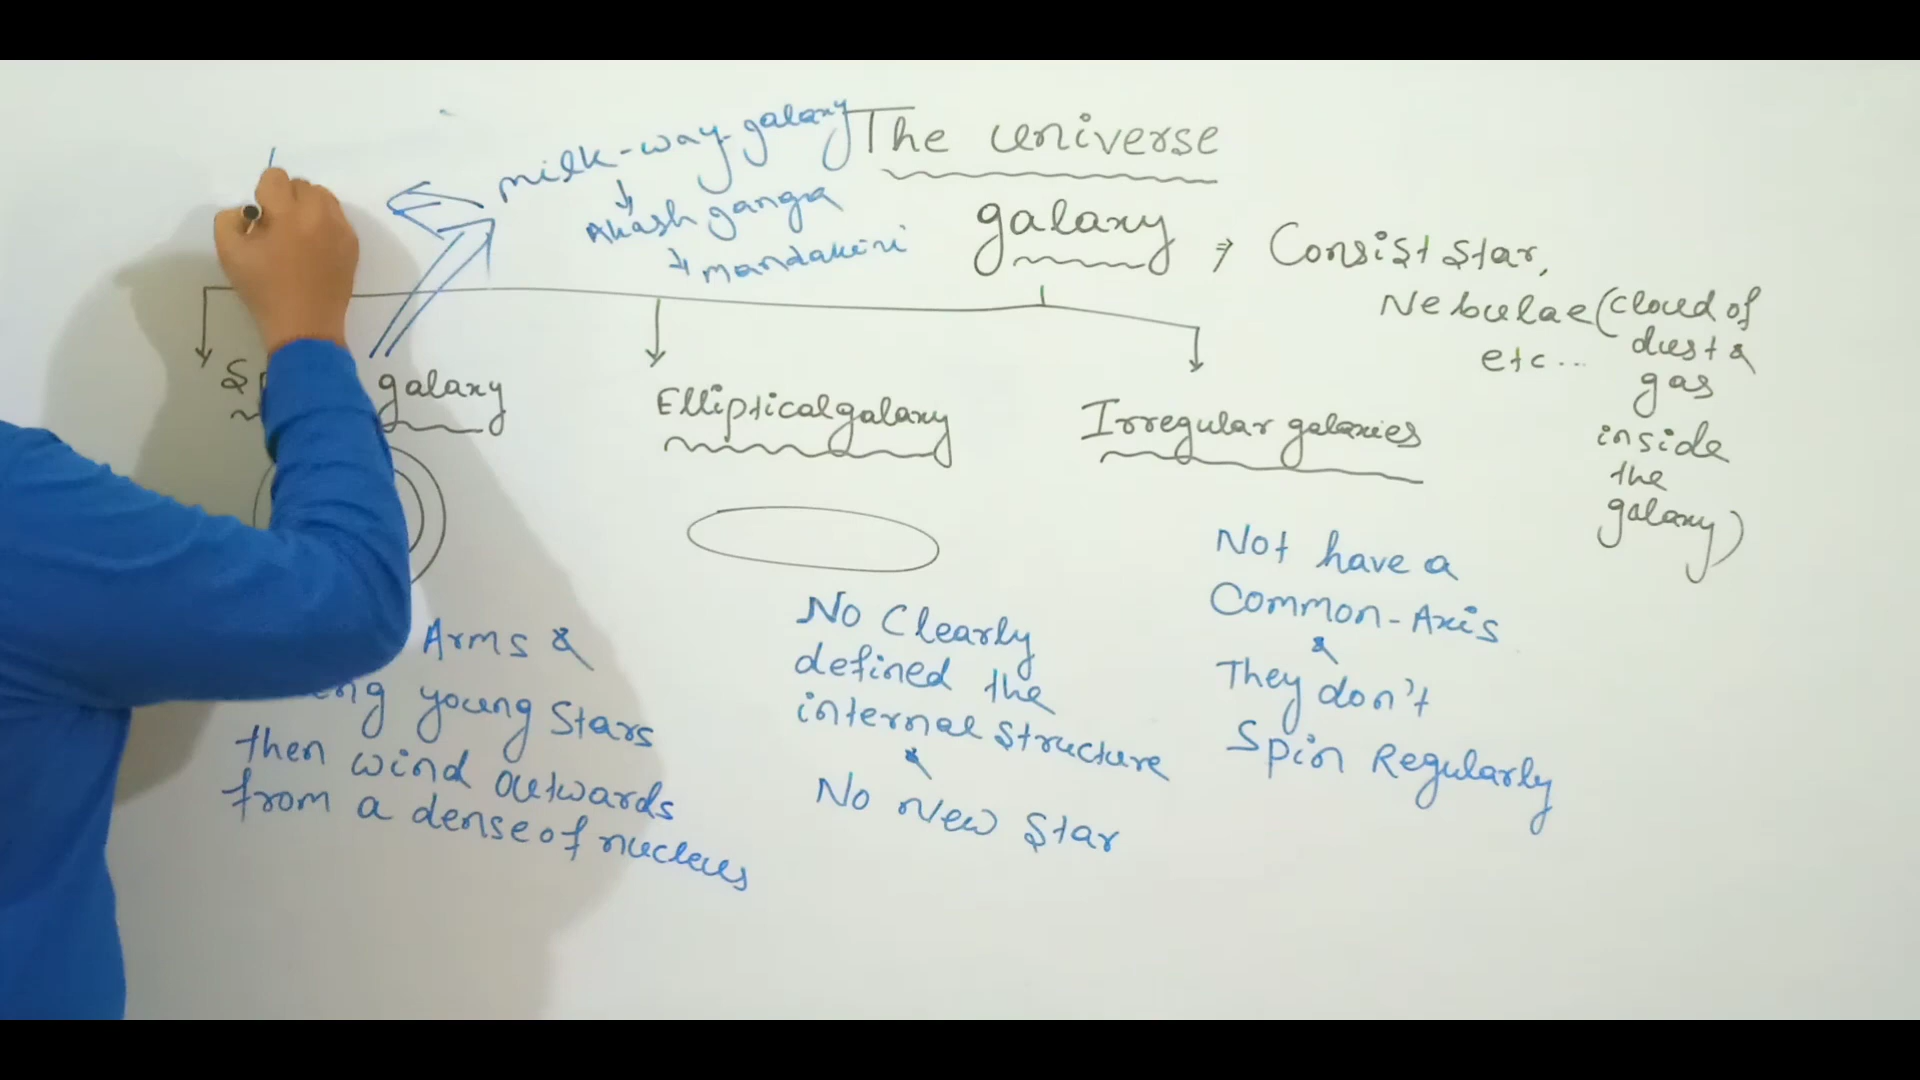 The universe
milk-way-galaxy
Akash ganga
mandakini
galaxy ⇒ Consist star,
Nebulae (cloud of
etc... dust &
gas
inside
the
galaxy)
galaxy
Elliptical galaxy
Irregular galaxies
Arms &
young Stars
then wind outwards
from a dense of nucleus
No Clearly
defined the
internal structure
&
No New Star
Not have a
Common-Axis
&
They don't
Spin Regularly